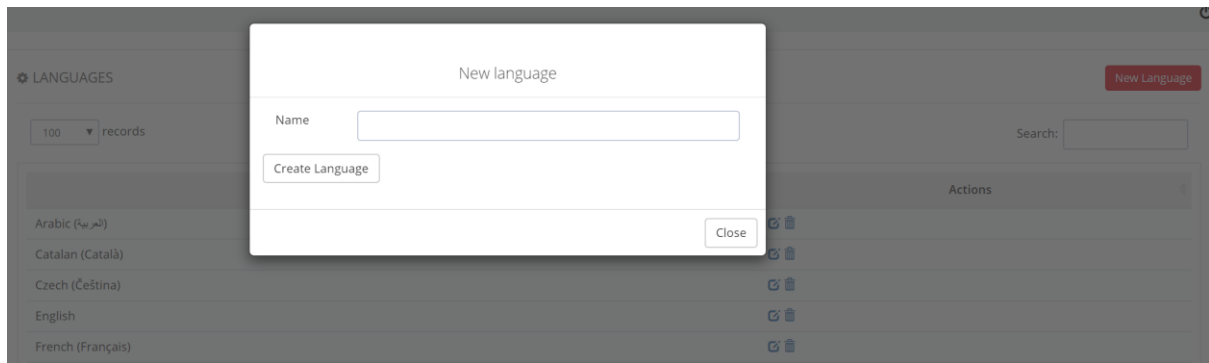 New language
LANGUAGES
New Language
Name
100 records
Search:
Create Language
Actions
Arabic (العربية)
Close
Catalan (Català)
Czech (Čeština)
English
French (Français)